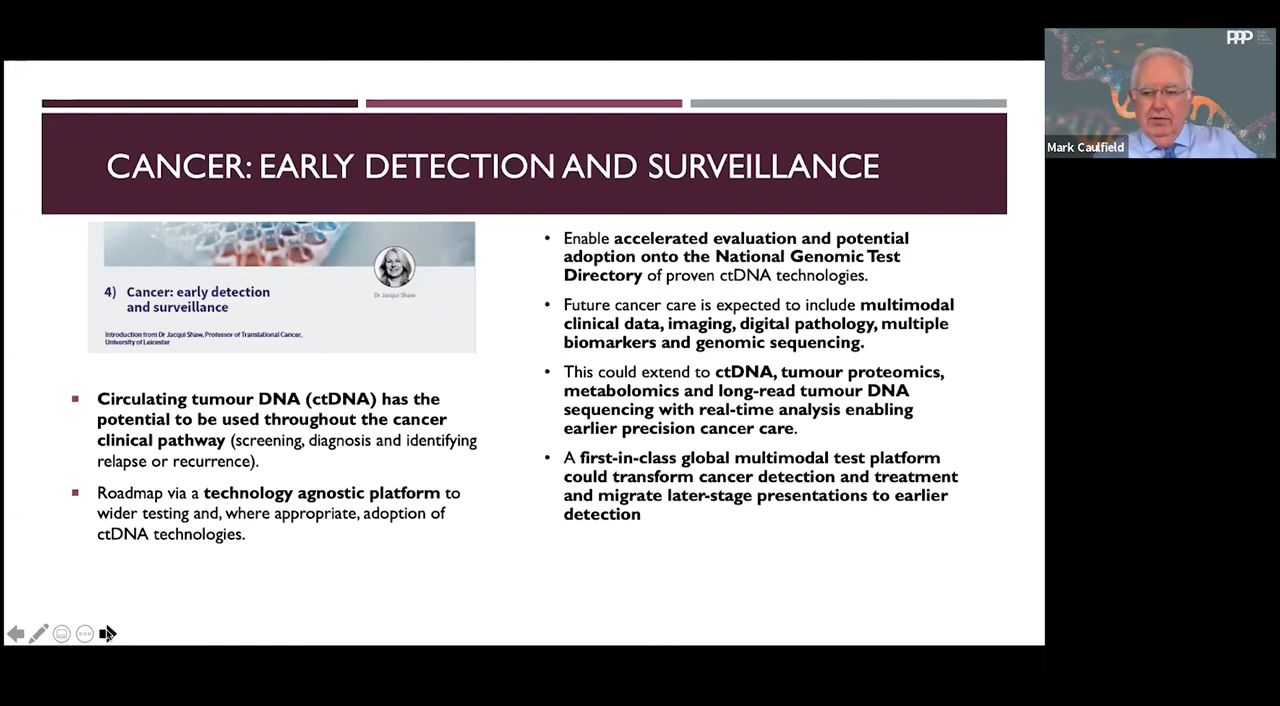 CANCER: EARLY DETECTION AND SURVEILLANCE
4) Cancer: early detection
and surveillance
Dr Jacqui Shaw
Introduction from Dr Jacqui Shaw, Professor of Translational Cancer,
University of Leicester
▪ Circulating tumour DNA (ctDNA) has the
potential to be used throughout the cancer
clinical pathway (screening, diagnosis and identifying
relapse or recurrence).
▪ Roadmap via a technology agnostic platform to
wider testing and, where appropriate, adoption of
ctDNA technologies.
• Enable accelerated evaluation and potential
adoption onto the National Genomic Test
Directory of proven ctDNA technologies.
• Future cancer care is expected to include multimodal
clinical data, imaging, digital pathology, multiple
biomarkers and genomic sequencing.
• This could extend to ctDNA, tumour proteomics,
metabolomics and long-read tumour DNA
sequencing with real-time analysis enabling
earlier precision cancer care.
• A first-in-class global multimodal test platform
could transform cancer detection and treatment
and migrate later-stage presentations to earlier
detection
PPP
Mark Caulfield